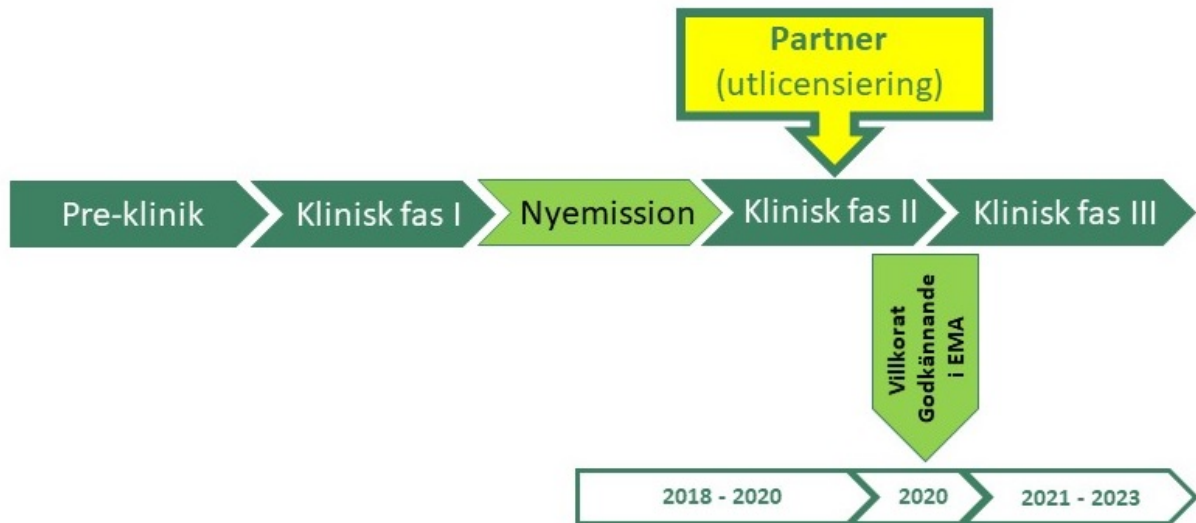 Partner
(utlicensiering)
Pre-klinik
Klinisk fas I
Nyemission
Klinisk fas II
Klinisk fas III
Villkorat
Godkännande
i EMA
2018 - 2020
2020
2021 - 2023